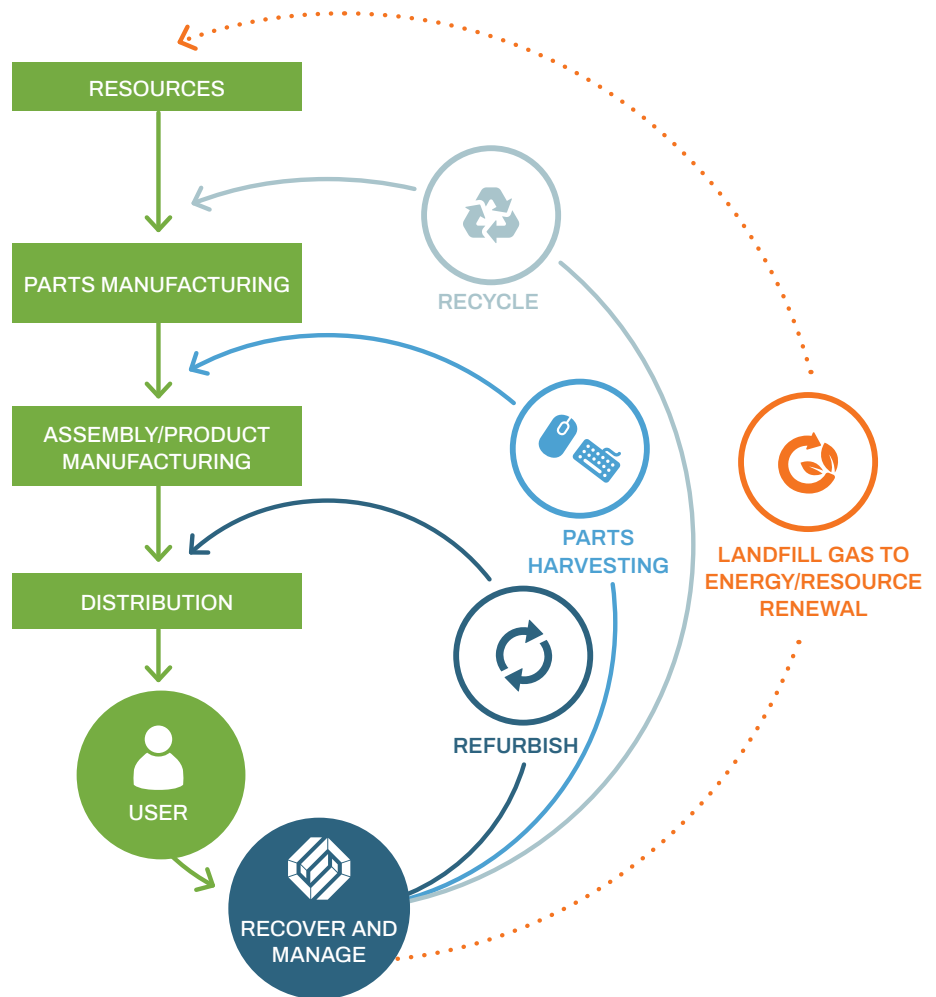 RESOURCES
RECYCLE
PARTS MANUFACTURING
ASSEMBLY/PRODUCT
MANUFACTURING
PARTS
HARVESTING
LANDFILL GAS TO
ENERGY/RESOURCE
RENEWAL
DISTRIBUTION
REFURBISH
USER
RECOVER AND
MANAGE